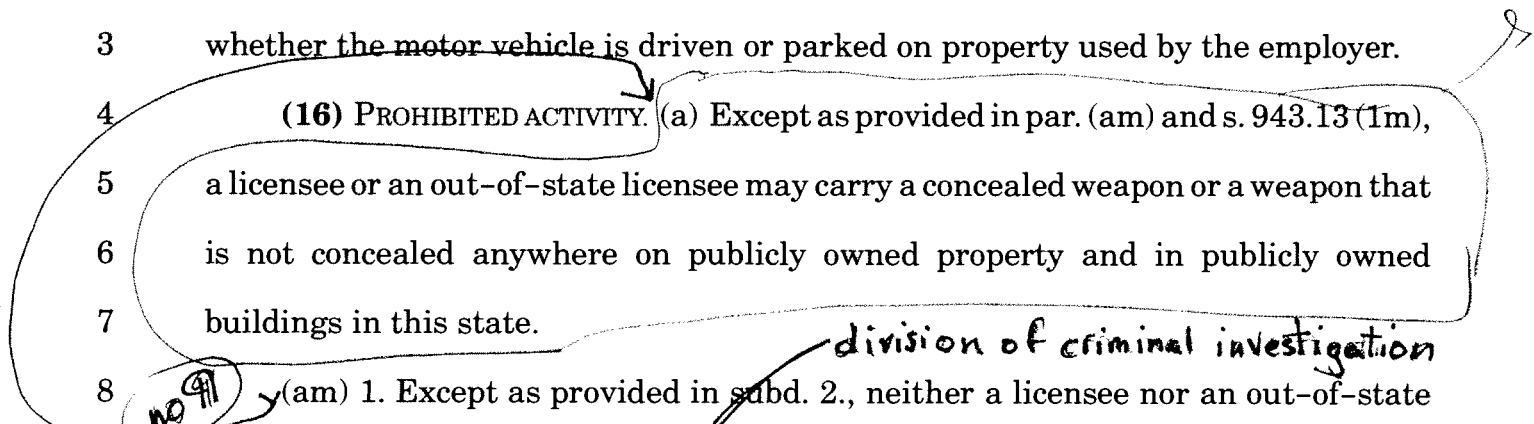 3 whether the motor vehicle is driven or parked on property used by the employer.
4 (16) PROHIBITED ACTIVITY. (a) Except as provided in par. (am) and s. 943.13 (1m),
5 a licensee or an out-of-state licensee may carry a concealed weapon or a weapon that
6 is not concealed anywhere on publicly owned property and in publicly owned
7 buildings in this state.
division of criminal investigation
8 no ¶ (am) 1. Except as provided in subd. 2., neither a licensee nor an out-of-state